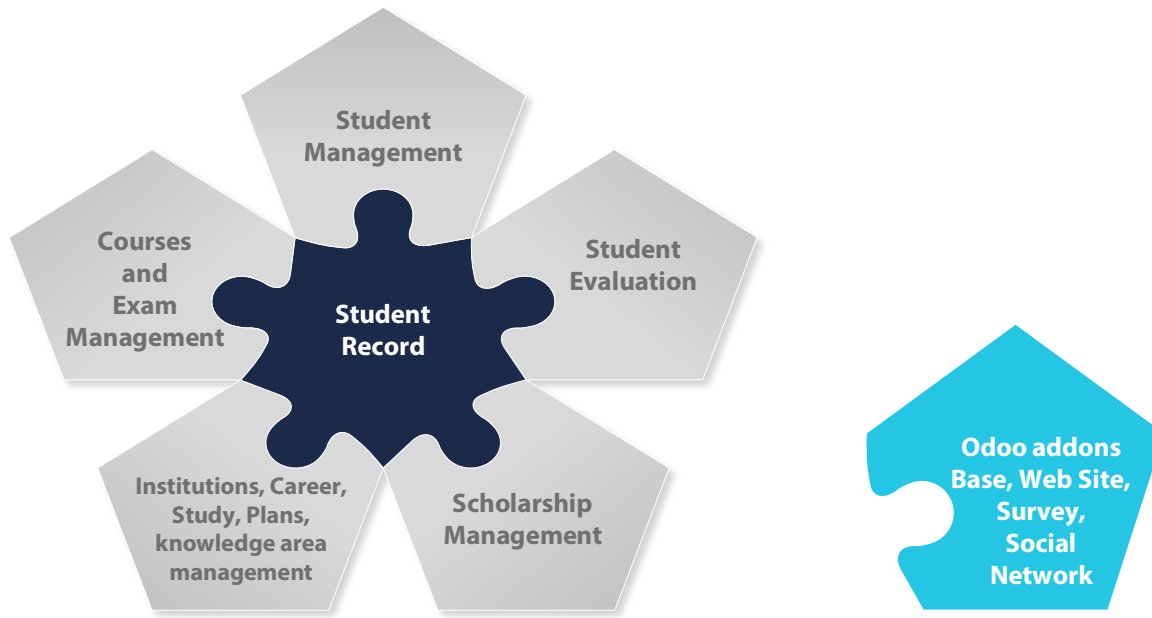 Student
Management
Courses
and
Exam
Management
Student
Evaluation
Student
Record
Institutions, Career,
Study, Plans,
knowledge area
management
Scholarship
Management
Odoo addons
Base, Web Site,
Survey,
Social
Network